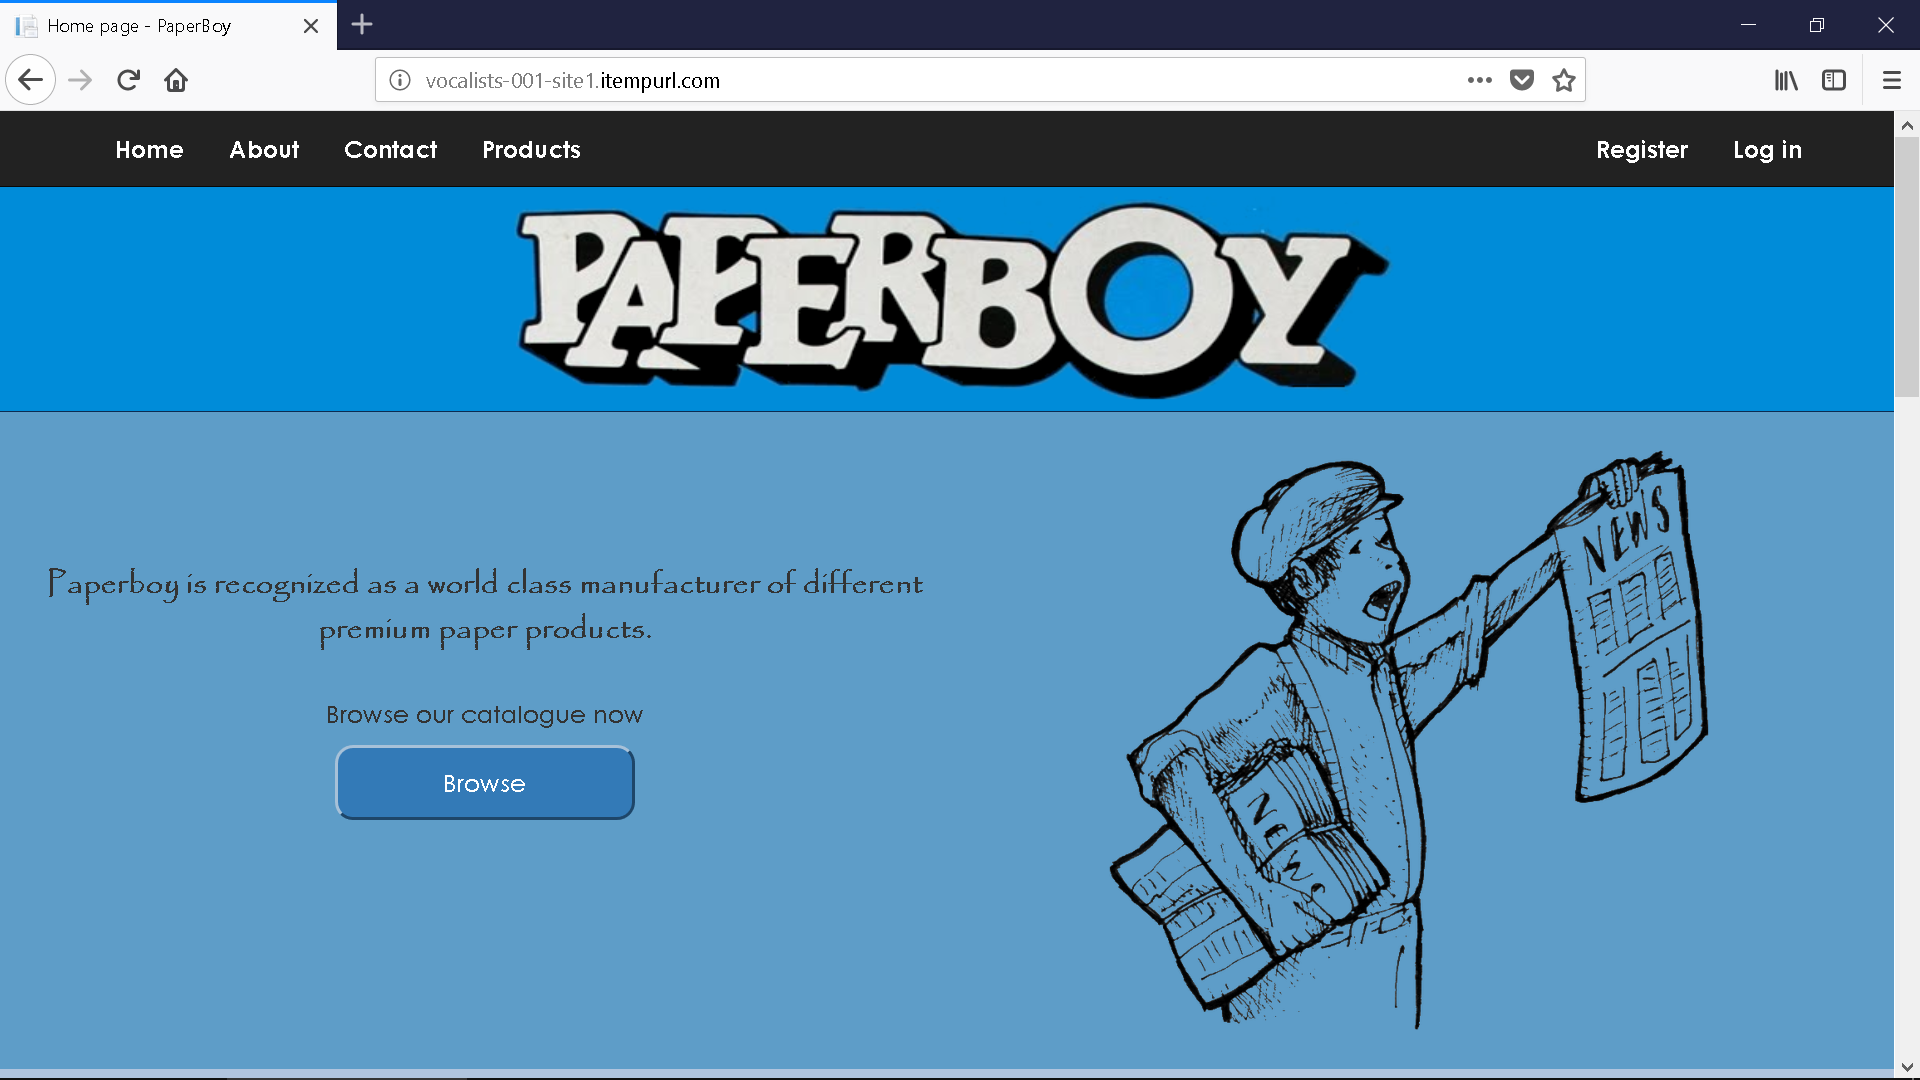 Home page - PaperBoy
vocalists-001-site1.itempurl.com
Home About Contact Products Register Log in
PAPERBOY
Paperboy is recognized as a world class manufacturer of different
premium paper products.
Browse our catalogue now
Browse
NEWS
NEWS